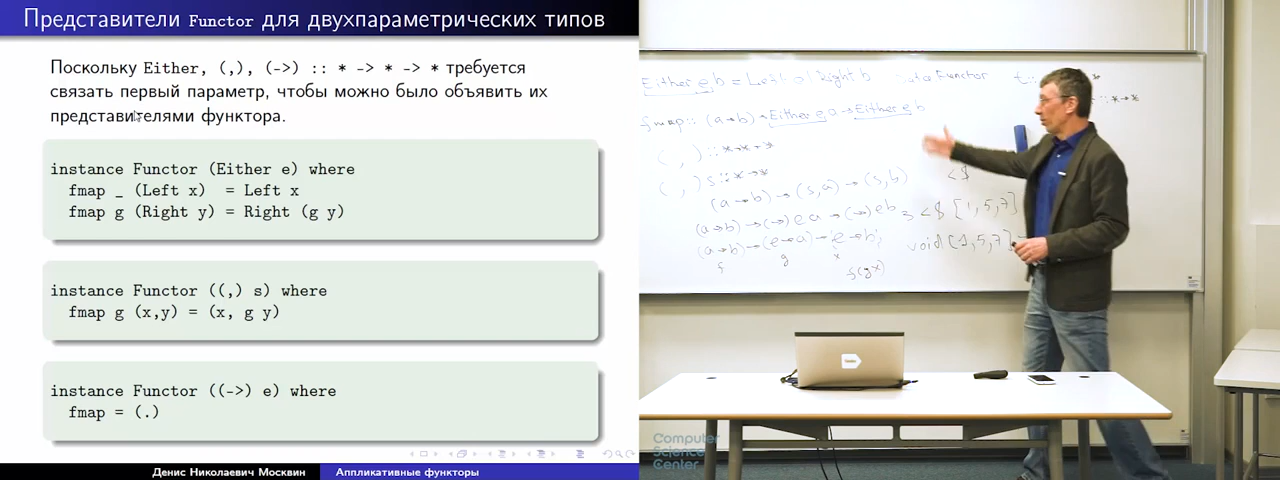 Представители Functor для двухпараметрических типов
Поскольку Either, (,), (->) :: * -> * -> * требуется
связать первый параметр, чтобы можно было объявить их
представителями функтора.
instance Functor (Either e) where
fmap _ (Left x) = Left x
fmap g (Right y) = Right (g y)
instance Functor ((,) s) where
fmap g (x,y) = (x, g y)
instance Functor ((->) e) where
fmap = (.)
Денис Николаевич Москвин
Аппликативные функторы
Either e b = Left e | Right b
Data.Functor
fmap :: (a→b)→Either e a→Either e b
( , ) :: *→*→*
( , ) s :: *→*
(a→b)→(s,a)→(s,b)
(a→b)→(→) e a→(→) e b
(a→b)→(e→a)→(e→b)
f
g
x
f(g x)
<$
3 <$ [1,5,7]
void [1,5,7]
:: *→*
Computer
Science
Center